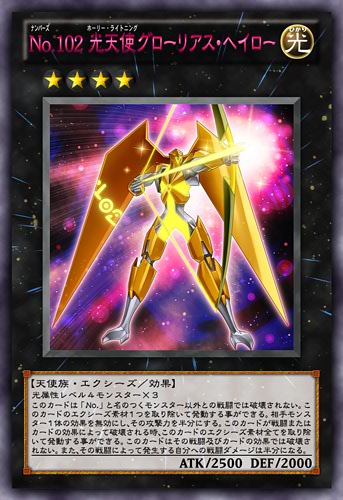 ナンバーズ ホーリー・ライトニング
No.102 光天使グローリアス・ヘイロー
ひかり
光
102
【天使族・エクシーズ/効果】
光属性レベル4モンスター×3
このカードは「No.」と名のつくモンスター以外との戦闘では破壊されない。こ
のカードのエクシーズ素材1つを取り除いて発動する事ができる。相手モンス
ター1体の効果を無効にし、その攻撃力を半分にする。このカードが戦闘または
カードの効果によって破壊される時、このカードのエクシーズ素材全てを取り除
いて発動する事ができる。このカードはその戦闘及びカードの効果では破壊さ
れない。また、その戦闘によって発生する自分への戦闘ダメージは半分になる。
ATK/2500 DEF/2000